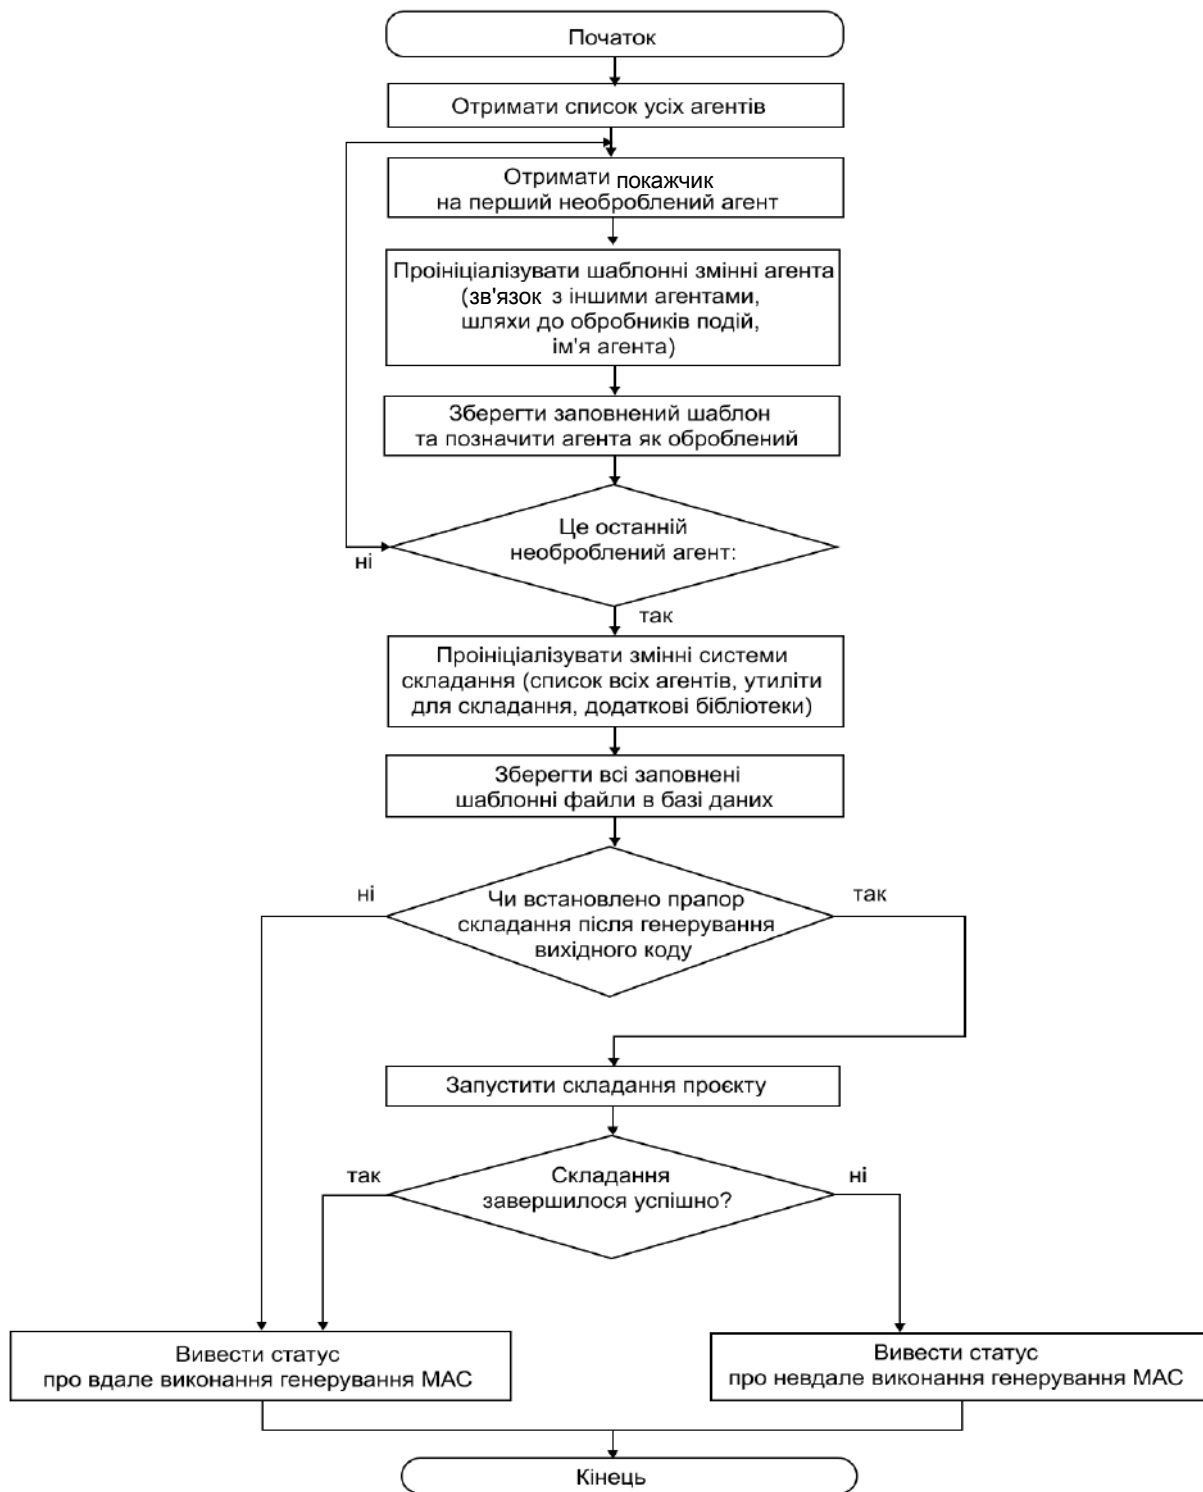 Початок
Отримати список усіх агентів
Отримати покажчик
на перший необроблений агент
Проініціалізувати шаблонні змінні агента
(зв'язок з іншими агентами,
шляхи до обробників подій,
ім'я агента)
Зберегти заповнений шаблон
та позначити агента як оброблений
Це останній
необроблений агент:
ні
так
Проініціалізувати змінні системи
складання (список всіх агентів, утиліти
для складання, додаткові бібліотеки)
Зберегти всі заповнені
шаблонні файли в базі даних
ні
так
Чи встановлено прапор
складання після генерування
вихідного коду
Запустити складання проєкту
так
ні
Складання
завершилося успішно?
Вивести статус
про вдале виконання генерування МАС
Вивести статус
про невдале виконання генерування МАС
Кінець